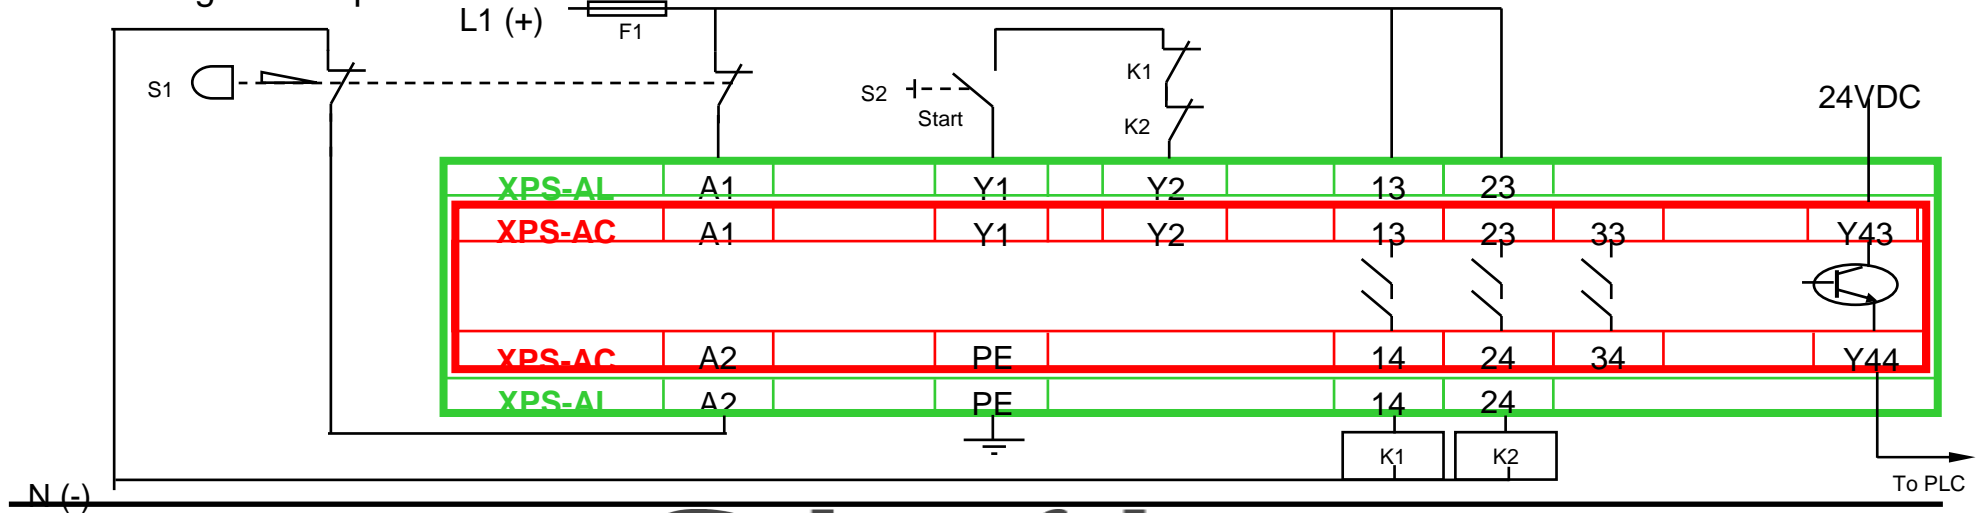 L1 (+)
F1
S1
S2
Start
K1
K2
24VDC
XPS-AL A1 Y1 Y2 13 23
XPS-AC A1 Y1 Y2 13 23 33 Y43
XPS-AC A2 PE 14 24 34 Y44
XPS-AL A2 PE 14 24
K1 K2
To PLC
N (-)